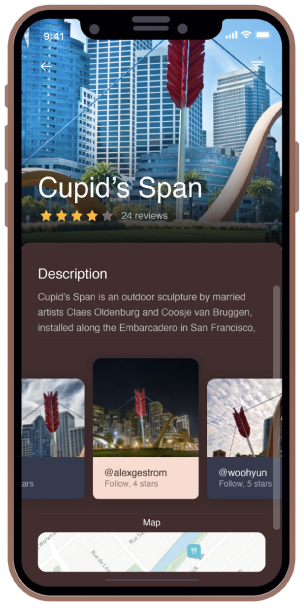 9:41
Cupid's Span
24 reviews
Description
Cupid's Span is an outdoor sculpture by married
artists Claes Oldenburg and Coosje van Bruggen,
installed along the Embarcadero in San Francisco,
ars
@alexgestrom
Follow, 4 stars
@woohyun
Follow, 5 stars
Map